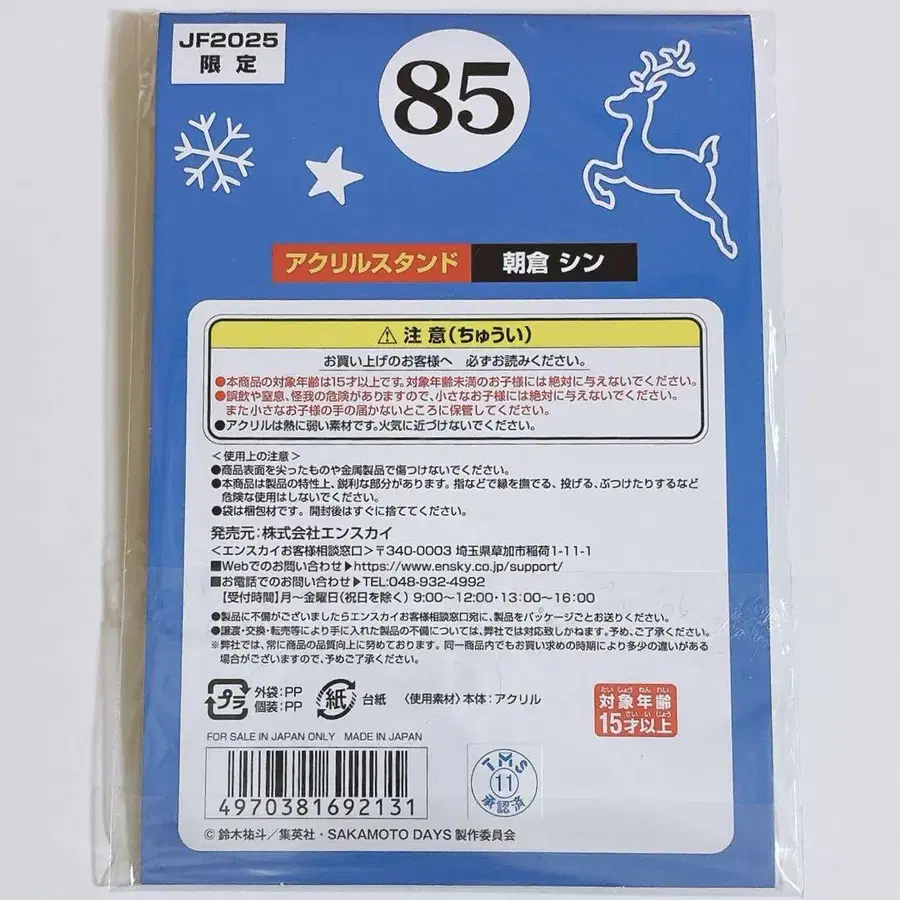 JF2025
限定
85
アクリルスタンド 朝倉 シン
⚠注意(ちゅうい)
お買い上げのお客様へ 必ずお読みください。
●本商品の対象年齢は15才以上です。対象年齢未満のお子様には絶対に与えないでください。
●誤飲や窒息、怪我の危険がありますので、小さなお子様には絶対に与えないでください。
また小さなお子様の手の届かないところに保管してください。
●アクリルは熱に弱い素材です。火気に近づけないでください。
<使用上の注意>
●商品表面を尖ったものや金属製品で傷つけないでください。
●本商品は製品の特性上、鋭利な部分があります。指などで縁を撫でる、投げる、ぶつけたりするなど
危険な使用はしないでください。
●袋は梱包材です。開封後はすぐに捨ててください。
発売元:株式会社エンスカイ
<エンスカイお客様相談窓口>〒340-0003 埼玉県草加市稲荷1-11-1
■Webでのお問い合わせ▶https://www.ensky.co.jp/support/
■お電話でのお問い合わせ▶TEL:048-932-4992
【受付時間】月〜金曜日(祝日を除く) 9:00〜12:00・13:00〜16:00
●製品に不備がございましたらエンスカイお客様相談窓口宛に、製品をパッケージごとお送りください。
●譲渡・交換・転売等により手に入れた製品の不備については、弊社では対応致しかねます。予め、ご了承ください。
※弊社では、常に商品の品質向上に努めております。同一商品内でもお買い求めの時期により多少の違いがある
場合がございますので、予めご了承ください。
プラ 外袋:PP
個装:PP
紙 台紙 〈使用素材〉本体:アクリル
たいしょうねんれい
対象年齢
さいいじょう
15才以上
FOR SALE IN JAPAN ONLY MADE IN JAPAN
4970381692131
TMS
11
承認済
© 鈴木祐斗/集英社・SAKAMOTO DAYS 製作委員会